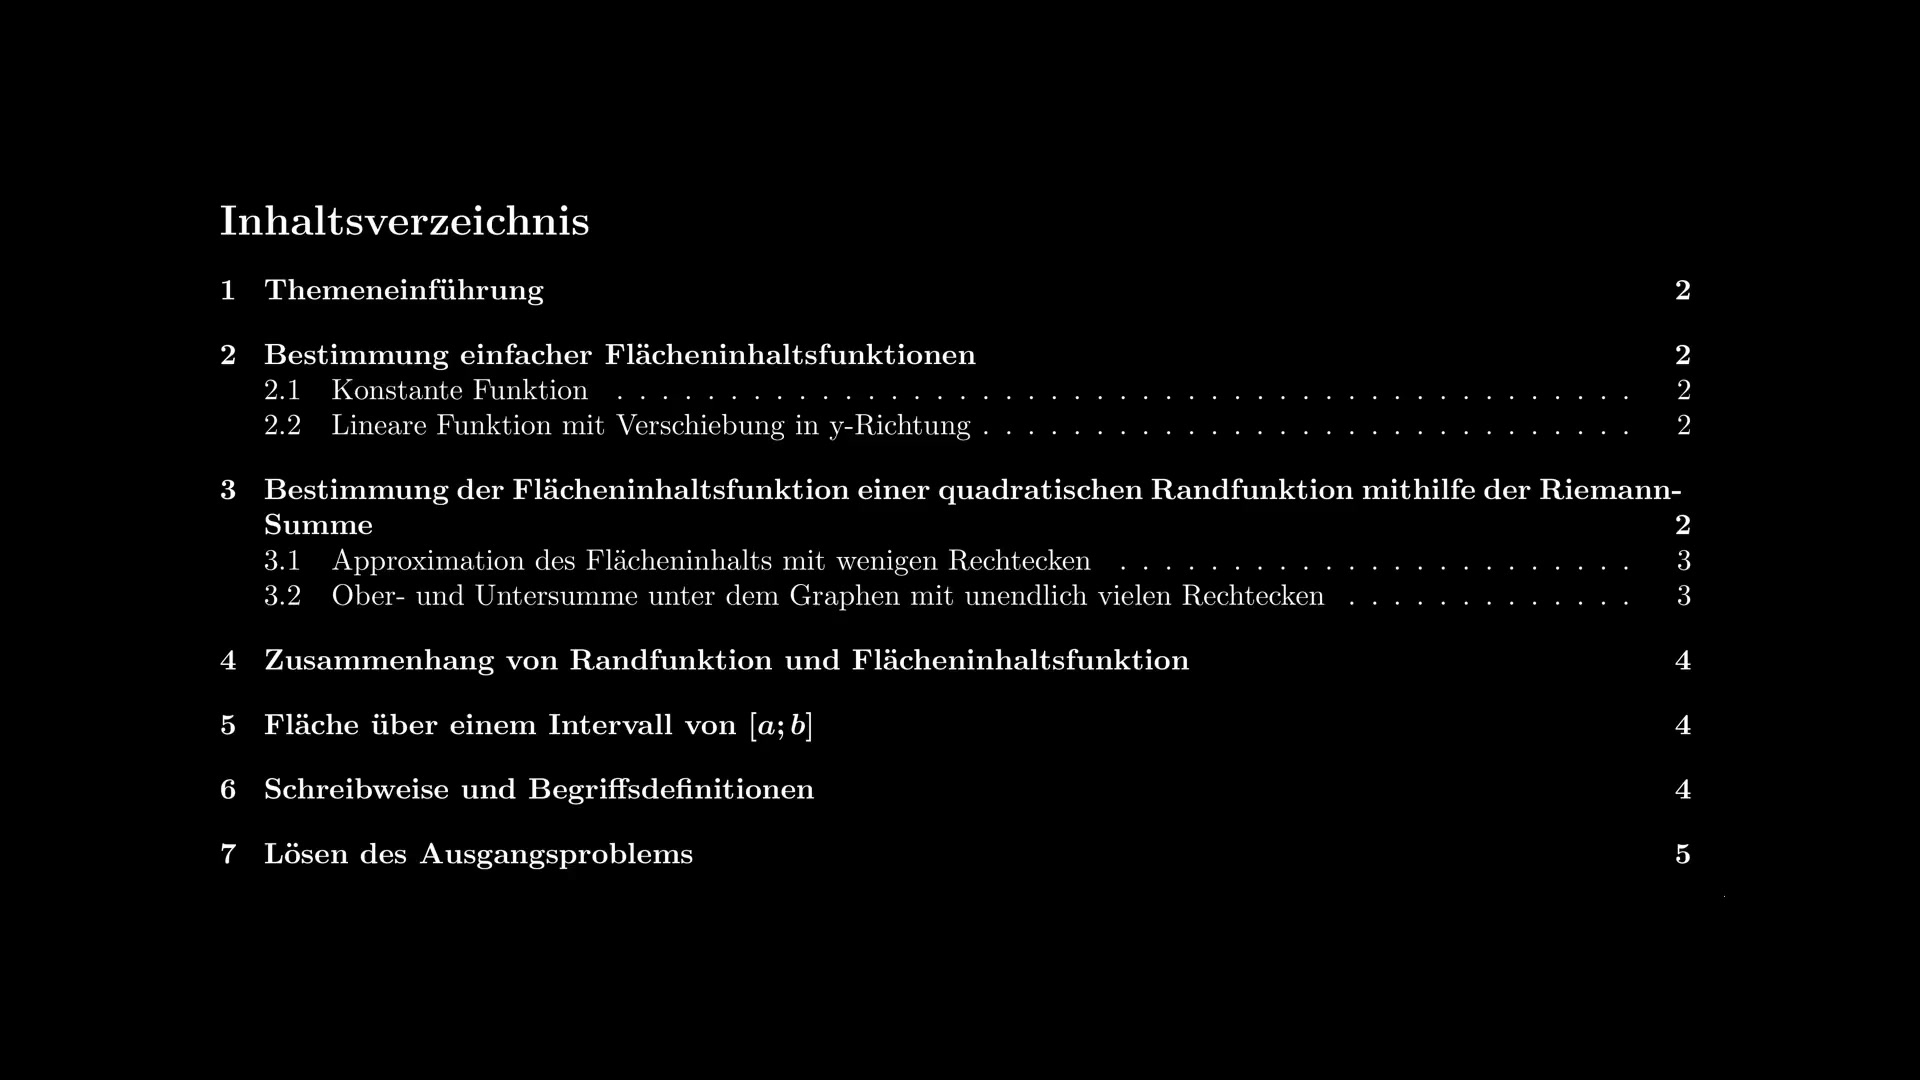 Inhaltsverzeichnis
1 Themeneinführung 2
2 Bestimmung einfacher Flächeninhaltsfunktionen 2
2.1 Konstante Funktion . . . . . . . . . . . . . . . . . . . . . . . . . . . . . . . . . . . . . . . . . . . . . 2
2.2 Lineare Funktion mit Verschiebung in y-Richtung . . . . . . . . . . . . . . . . . . . . . . . . . . . . . 2
3 Bestimmung der Flächeninhaltsfunktion einer quadratischen Randfunktion mithilfe der Riemann-
Summe 2
3.1 Approximation des Flächeninhalts mit wenigen Rechtecken . . . . . . . . . . . . . . . . . . . . . . . 3
3.2 Ober- und Untersumme unter dem Graphen mit unendlich vielen Rechtecken . . . . . . . . . . . . . 3
4 Zusammenhang von Randfunktion und Flächeninhaltsfunktion 4
5 Fläche über einem Intervall von [a; b] 4
6 Schreibweise und Begriffsdefinitionen 4
7 Lösen des Ausgangsproblems 5